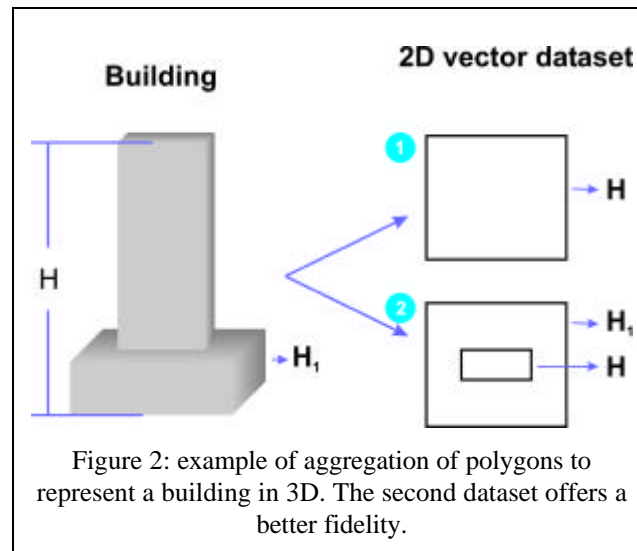 Building
2D vector dataset
H
H1
1
H
2
H1
H
Figure 2: example of aggregation of polygons to
represent a building in 3D. The second dataset offers a
better fidelity.